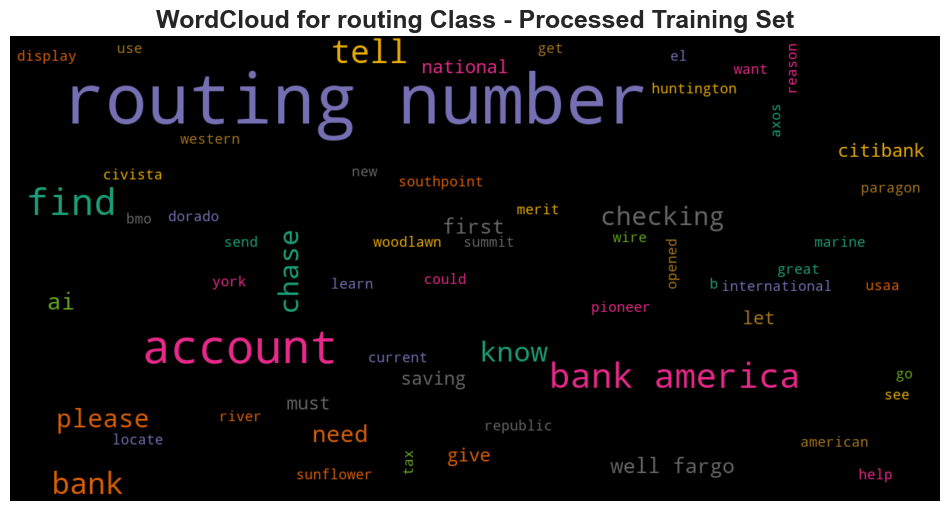 WordCloud for routing Class - Processed Training Set
display
use
tell
get
el
national
want
reason
routing number
huntington
axos
western
citibank
civista
new
southpoint
paragon
find
bmo
dorado
merit
first
checking
send
chase
woodlawn
summit
wire
opened
marine
great
york
learn
could
b
international
usaa
ai
pioneer
let
account
current
know
bank america
saving
go
see
must
please
river
need
republic
locate
american
give
tax
well fargo
sunflower
help
bank